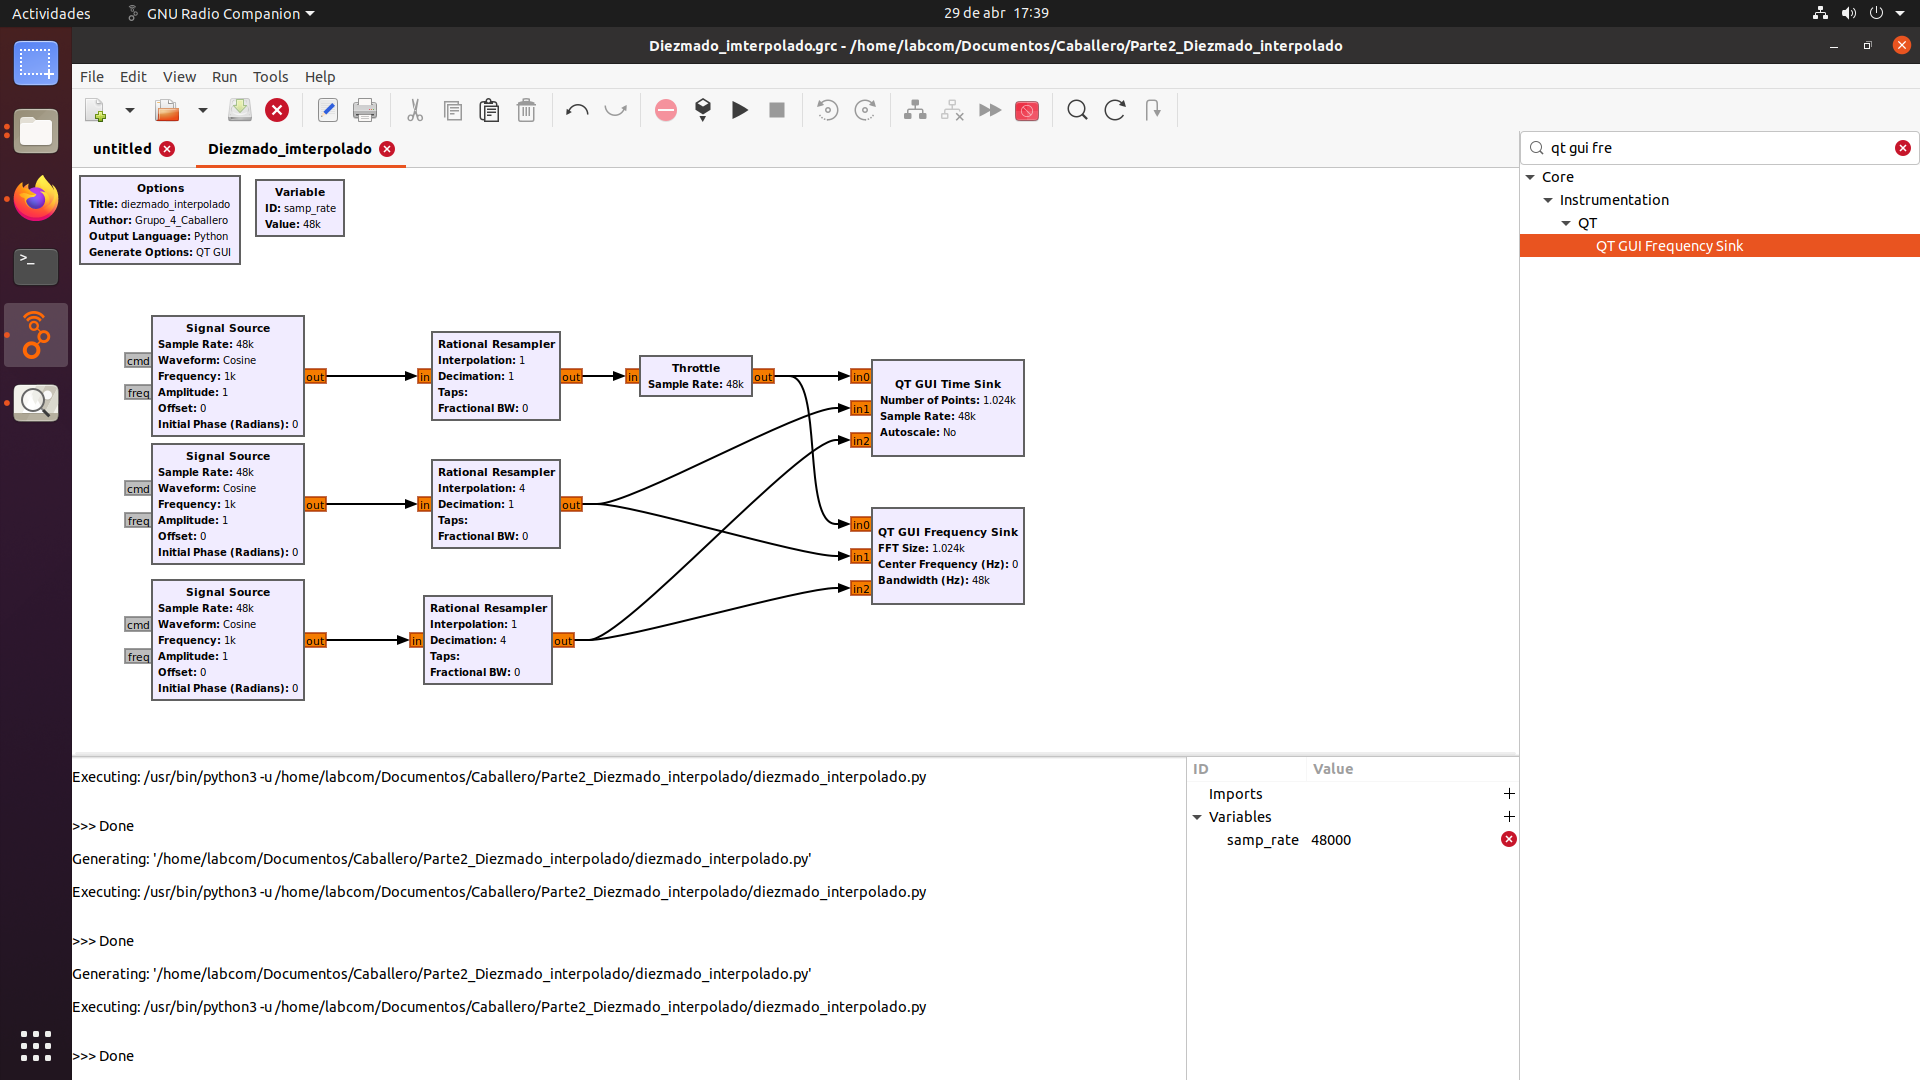 Actividades
GNU Radio Companion
29 de abr 17:39
Diezmado_imterpolado.grc - /home/labcom/Documentos/Caballero/Parte2_Diezmado_interpolado
File Edit View Run Tools Help
untitled
Diezmado_imterpolado
qt gui fre
Core
Instrumentation
QT
QT GUI Frequency Sink
Options
Title: diezmado_interpolado
Author: Grupo_4_Caballero
Output Language: Python
Generate Options: QT GUI
Variable
ID: samp_rate
Value: 48k
cmd
freq
Signal Source
Sample Rate: 48k
Waveform: Cosine
Frequency: 1k
Amplitude: 1
Offset: 0
Initial Phase (Radians): 0
out
in
Rational Resampler
Interpolation: 1
Decimation: 1
Taps:
Fractional BW: 0
out
in
Throttle
Sample Rate: 48k
out
in0
in1
in2
QT GUI Time Sink
Number of Points: 1.024k
Sample Rate: 48k
Autoscale: No
cmd
freq
Signal Source
Sample Rate: 48k
Waveform: Cosine
Frequency: 1k
Amplitude: 1
Offset: 0
Initial Phase (Radians): 0
out
in
Rational Resampler
Interpolation: 4
Decimation: 1
Taps:
Fractional BW: 0
out
in0
in1
in2
QT GUI Frequency Sink
FFT Size: 1.024k
Center Frequency (Hz): 0
Bandwidth (Hz): 48k
cmd
freq
Signal Source
Sample Rate: 48k
Waveform: Cosine
Frequency: 1k
Amplitude: 1
Offset: 0
Initial Phase (Radians): 0
out
in
Rational Resampler
Interpolation: 1
Decimation: 4
Taps:
Fractional BW: 0
out
Executing: /usr/bin/python3 -u /home/labcom/Documentos/Caballero/Parte2_Diezmado_interpolado/diezmado_interpolado.py
>>> Done
Generating: '/home/labcom/Documentos/Caballero/Parte2_Diezmado_interpolado/diezmado_interpolado.py'
Executing: /usr/bin/python3 -u /home/labcom/Documentos/Caballero/Parte2_Diezmado_interpolado/diezmado_interpolado.py
>>> Done
Generating: '/home/labcom/Documentos/Caballero/Parte2_Diezmado_interpolado/diezmado_interpolado.py'
Executing: /usr/bin/python3 -u /home/labcom/Documentos/Caballero/Parte2_Diezmado_interpolado/diezmado_interpolado.py
>>> Done
ID Value
Imports
Variables
samp_rate 48000